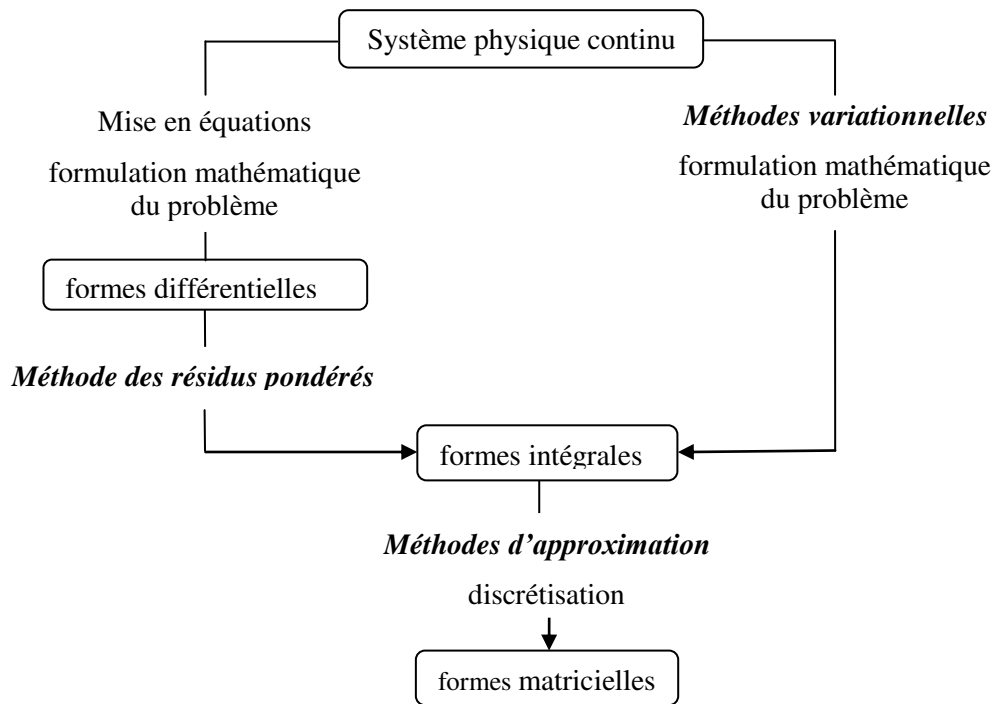 Système physique continu
Mise en équations
formulation mathématique
du problème
formes différentielles
Méthode des résidus pondérés
Méthodes variationnelles
formulation mathématique
du problème
formes intégrales
Méthodes d’approximation
discrétisation
formes matricielles